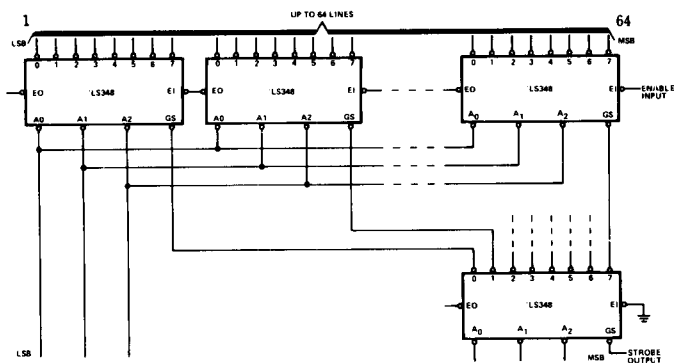 1 UP TO 64 LINES 64
LSB MSB
0 1 2 3 4 5 6 7 0 1 2 3 4 5 6 7 0 1 2 3 4 5 6 7
EO 'LS348 EI EO 'LS348 EI EO 'LS348 EI ENABLE INPUT
A0 A1 A2 GS A0 A1 A2 GS A0 A1 A2 GS
0 1 2 3 4 5 6 7
EO 'LS348 EI
A0 A1 A2 GS
LSB MSB STROBE OUTPUT